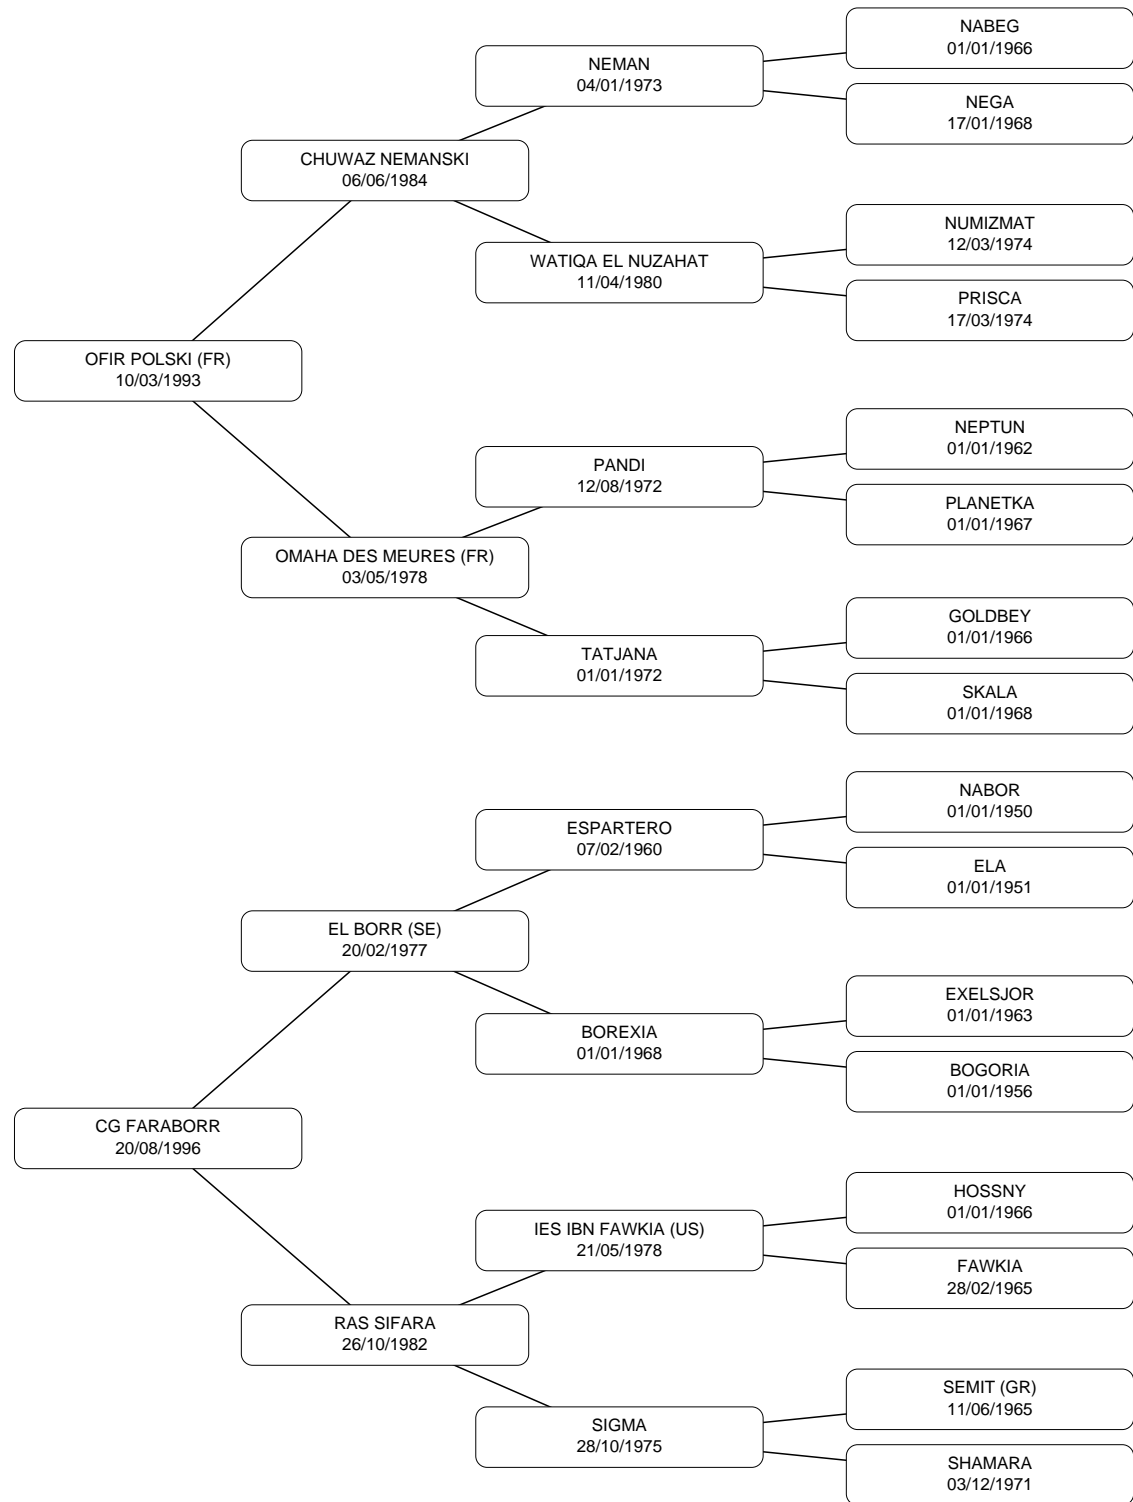 NABEG
01/01/1966
NEMAN
04/01/1973
NEGA
17/01/1968
CHUWAZ NEMANSKI
06/06/1984
NUMIZMAT
12/03/1974
WATIQA EL NUZAHAT
11/04/1980
PRISCA
17/03/1974
OFIR POLSKI (FR)
10/03/1993
NEPTUN
01/01/1962
PANDI
12/08/1972
PLANETKA
01/01/1967
OMAHA DES MEURES (FR)
03/05/1978
GOLDBEY
01/01/1966
TATJANA
01/01/1972
SKALA
01/01/1968
NABOR
01/01/1950
ESPARTERO
07/02/1960
ELA
01/01/1951
EL BORR (SE)
20/02/1977
EXELSJOR
01/01/1963
BOREXIA
01/01/1968
BOGORIA
01/01/1956
CG FARABORR
20/08/1996
HOSSNY
01/01/1966
IES IBN FAWKIA (US)
21/05/1978
FAWKIA
28/02/1965
RAS SIFARA
26/10/1982
SEMIT (GR)
11/06/1965
SIGMA
28/10/1975
SHAMARA
03/12/1971